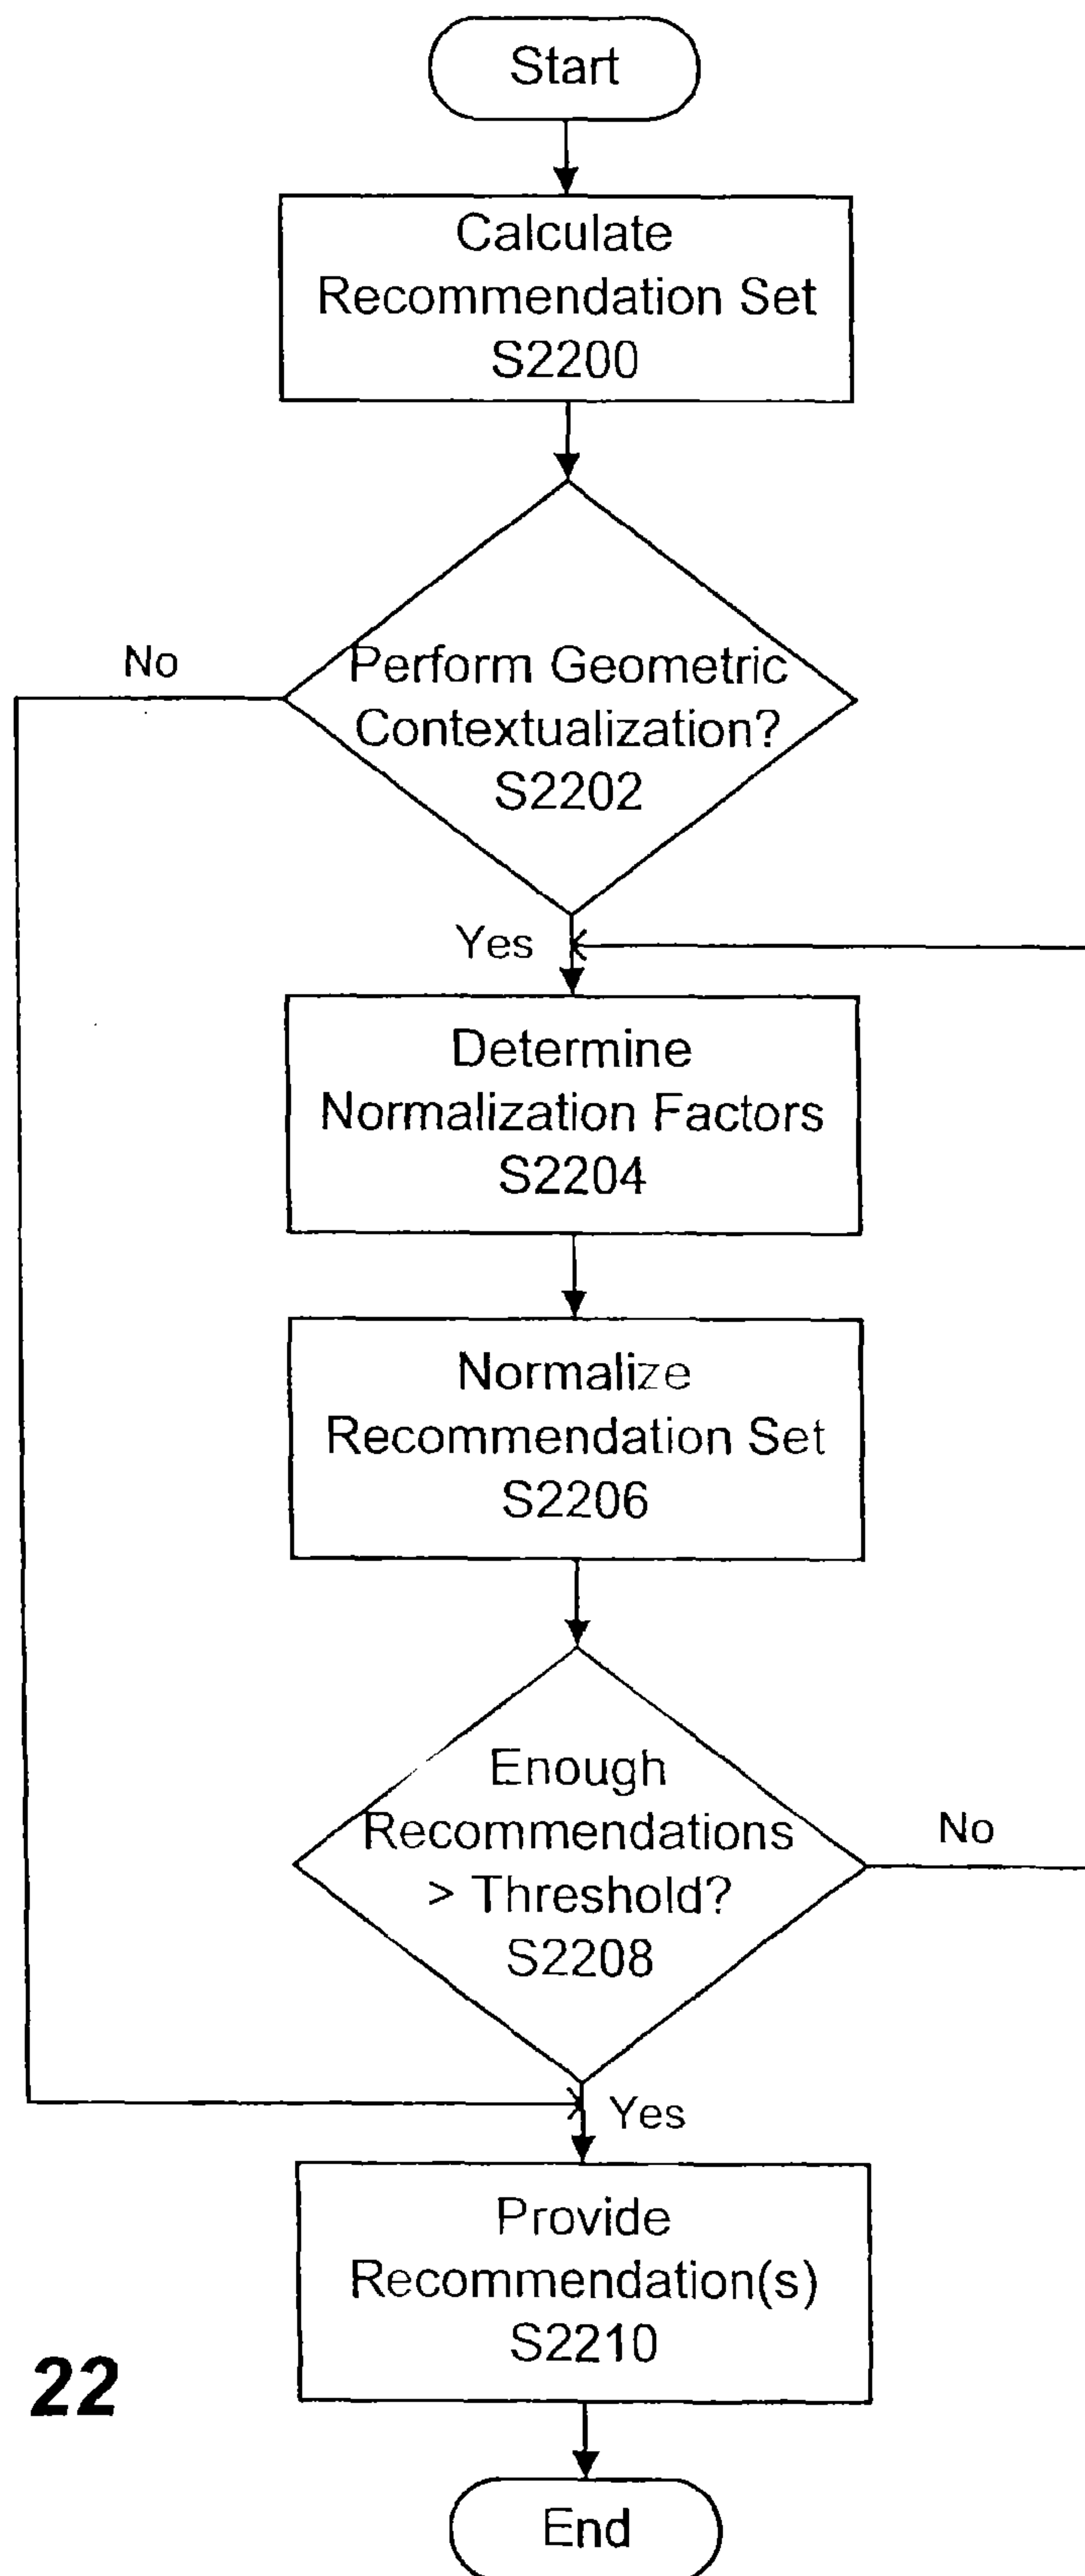 Start
Calculate
Recommendation Set
S2200
No
Perform Geometric
Contextualization?
S2202
Yes
Determine
Normalization Factors
S2204
Normalize
Recommendation Set
S2206
Enough
Recommendations
> Threshold?
S2208
No
Yes
Provide
Recommendation(s)
S2210
22
End